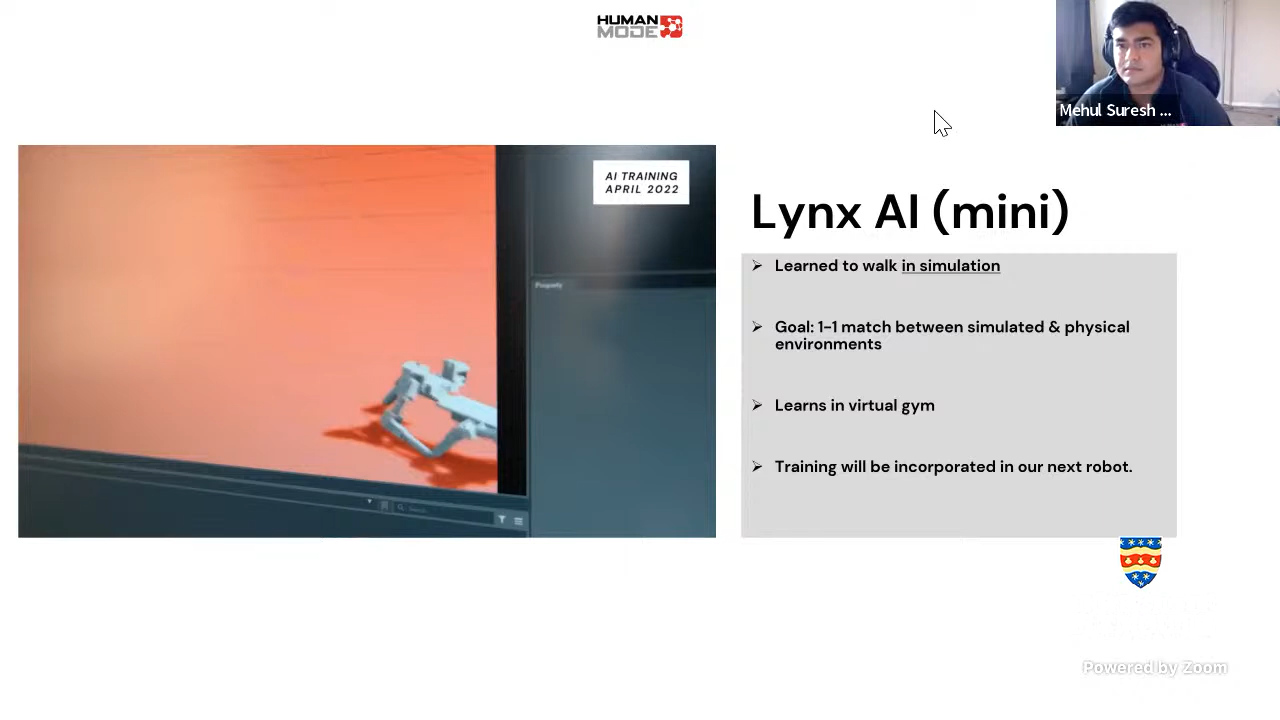 HUMAN
MODE
Mehul Suresh ...
AI TRAINING
APRIL 2022
Property
Lynx AI (mini)
➢ Learned to walk in simulation
➢ Goal: 1-1 match between simulated & physical
environments
➢ Learns in virtual gym
➢ Training will be incorporated in our next robot.
Powered by Zoom